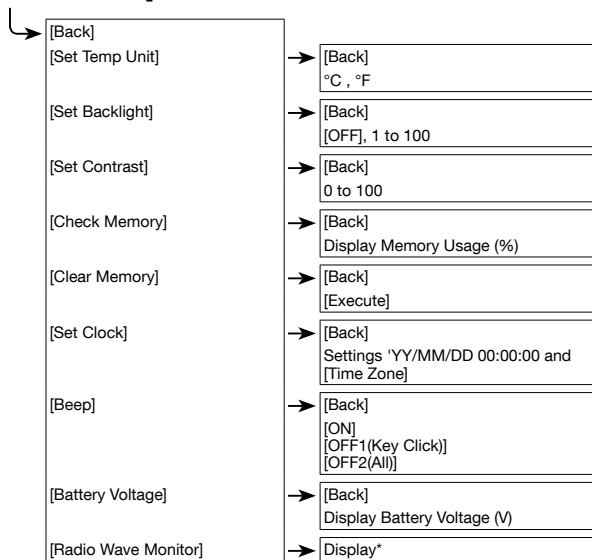 [Back]
[Set Temp Unit]
[Back]
°C , °F
[Set Backlight]
[Back]
[OFF], 1 to 100
[Set Contrast]
[Back]
0 to 100
[Check Memory]
[Back]
Display Memory Usage (%)
[Clear Memory]
[Back]
[Execute]
[Set Clock]
[Back]
Settings 'YY/MM/DD 00:00:00 and
[Time Zone]
[Beep]
[Back]
[ON]
[OFF1(Key Click)]
[OFF2(All)]
[Battery Voltage]
[Back]
Display Battery Voltage (V)
[Radio Wave Monitor]
Display*